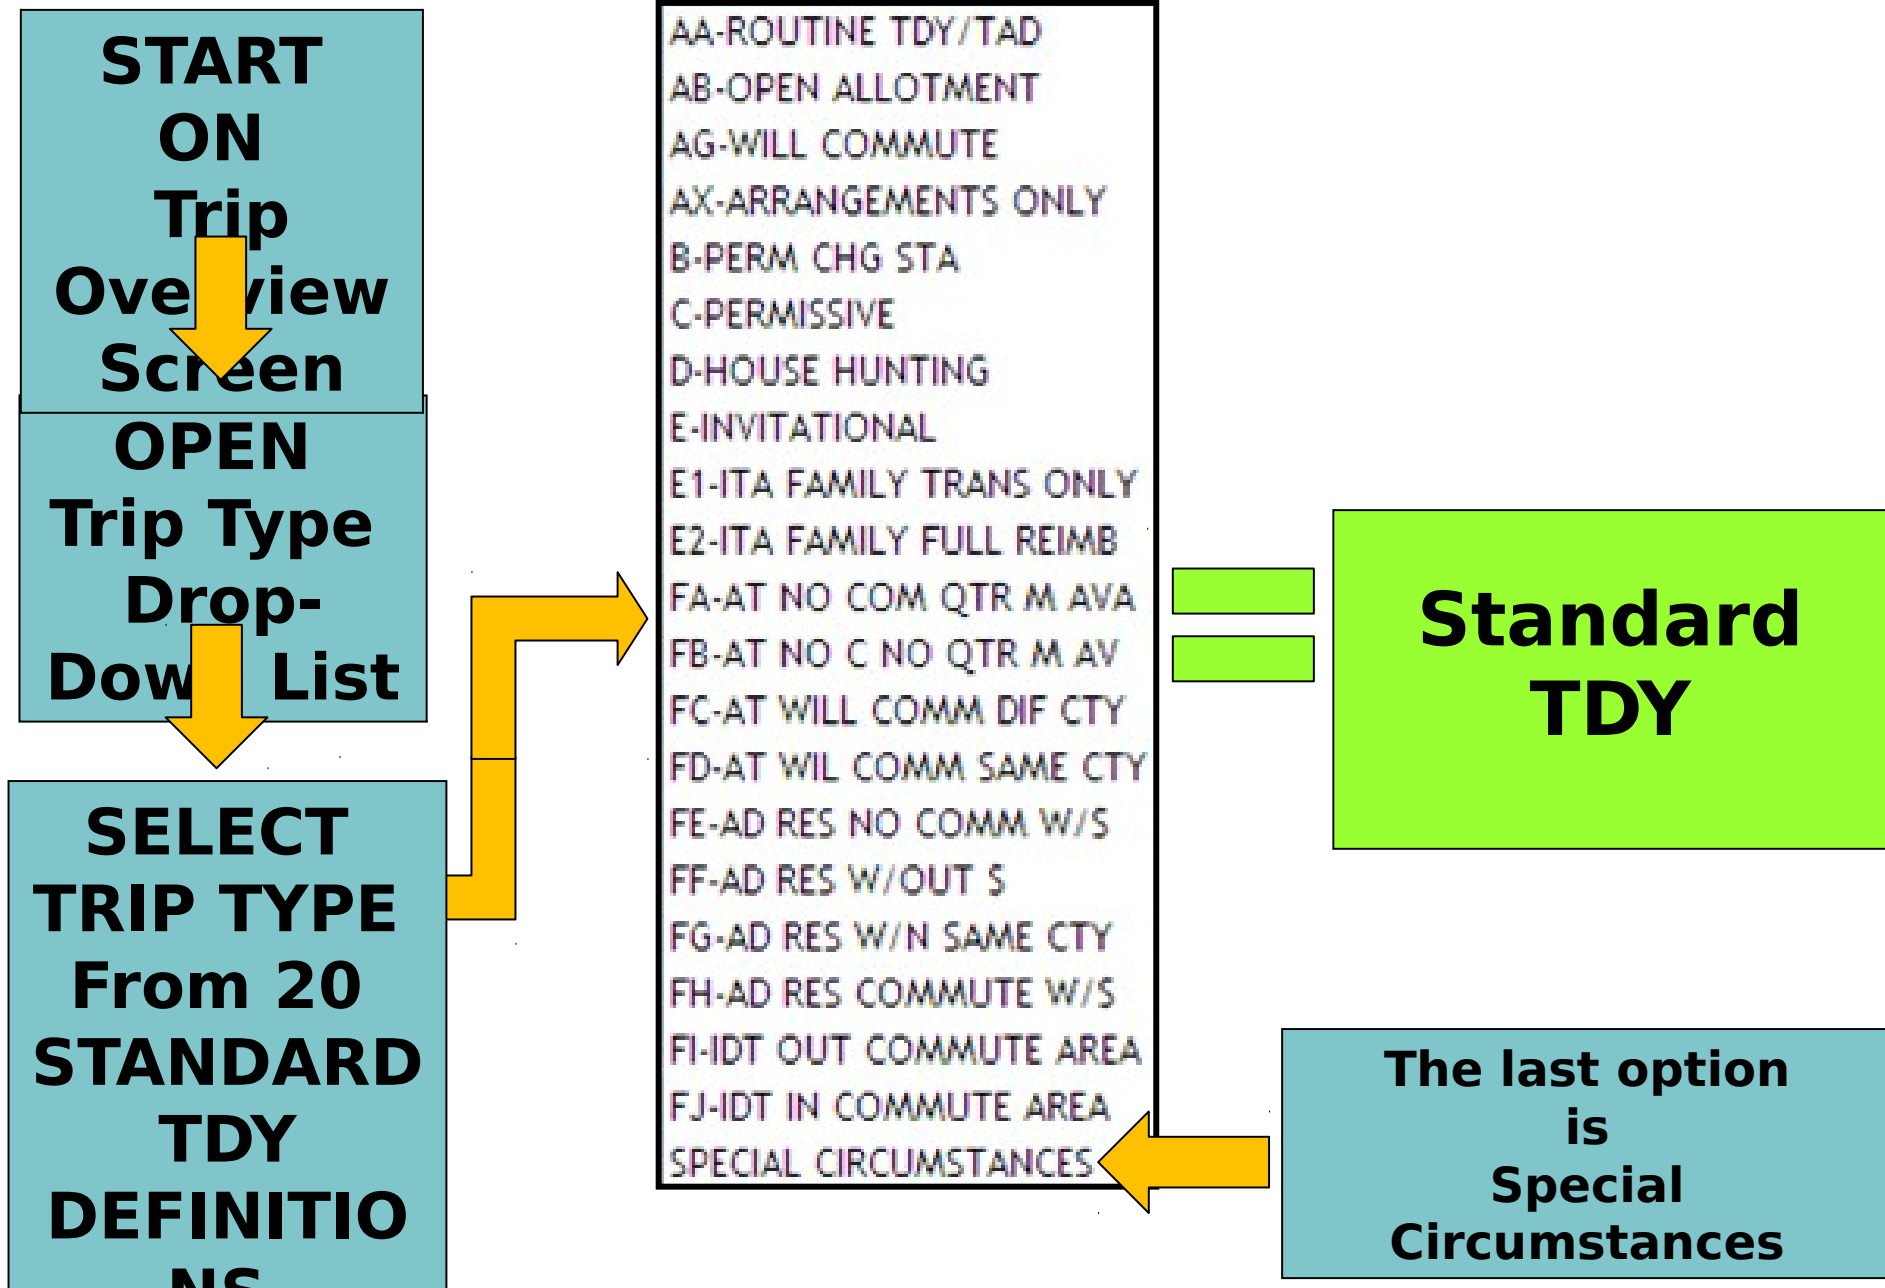 START
ON
Trip
Overview
Screen
OPEN
Trip Type
Drop-
Down List
SELECT
TRIP TYPE
From 20
STANDARD
TDY
DEFINITIO
NS
AA-ROUTINE TDY/TAD
AB-OPEN ALLOTMENT
AG-WILL COMMUTE
AX-ARRANGEMENTS ONLY
B-PERM CHG STA
C-PERMISSIVE
D-HOUSE HUNTING
E-INVITATIONAL
E1-ITA FAMILY TRANS ONLY
E2-ITA FAMILY FULL REIMB
FA-AT NO COM QTR M AVA
FB-AT NO C NO QTR M AV
FC-AT WILL COMM DIF CTY
FD-AT WIL COMM SAME CTY
FE-AD RES NO COMM W/S
FF-AD RES W/OUT S
FG-AD RES W/N SAME CTY
FH-AD RES COMMUTE W/S
FI-IDT OUT COMMUTE AREA
FJ-IDT IN COMMUTE AREA
SPECIAL CIRCUMSTANCES
Standard
TDY
The last option
is
Special
Circumstances